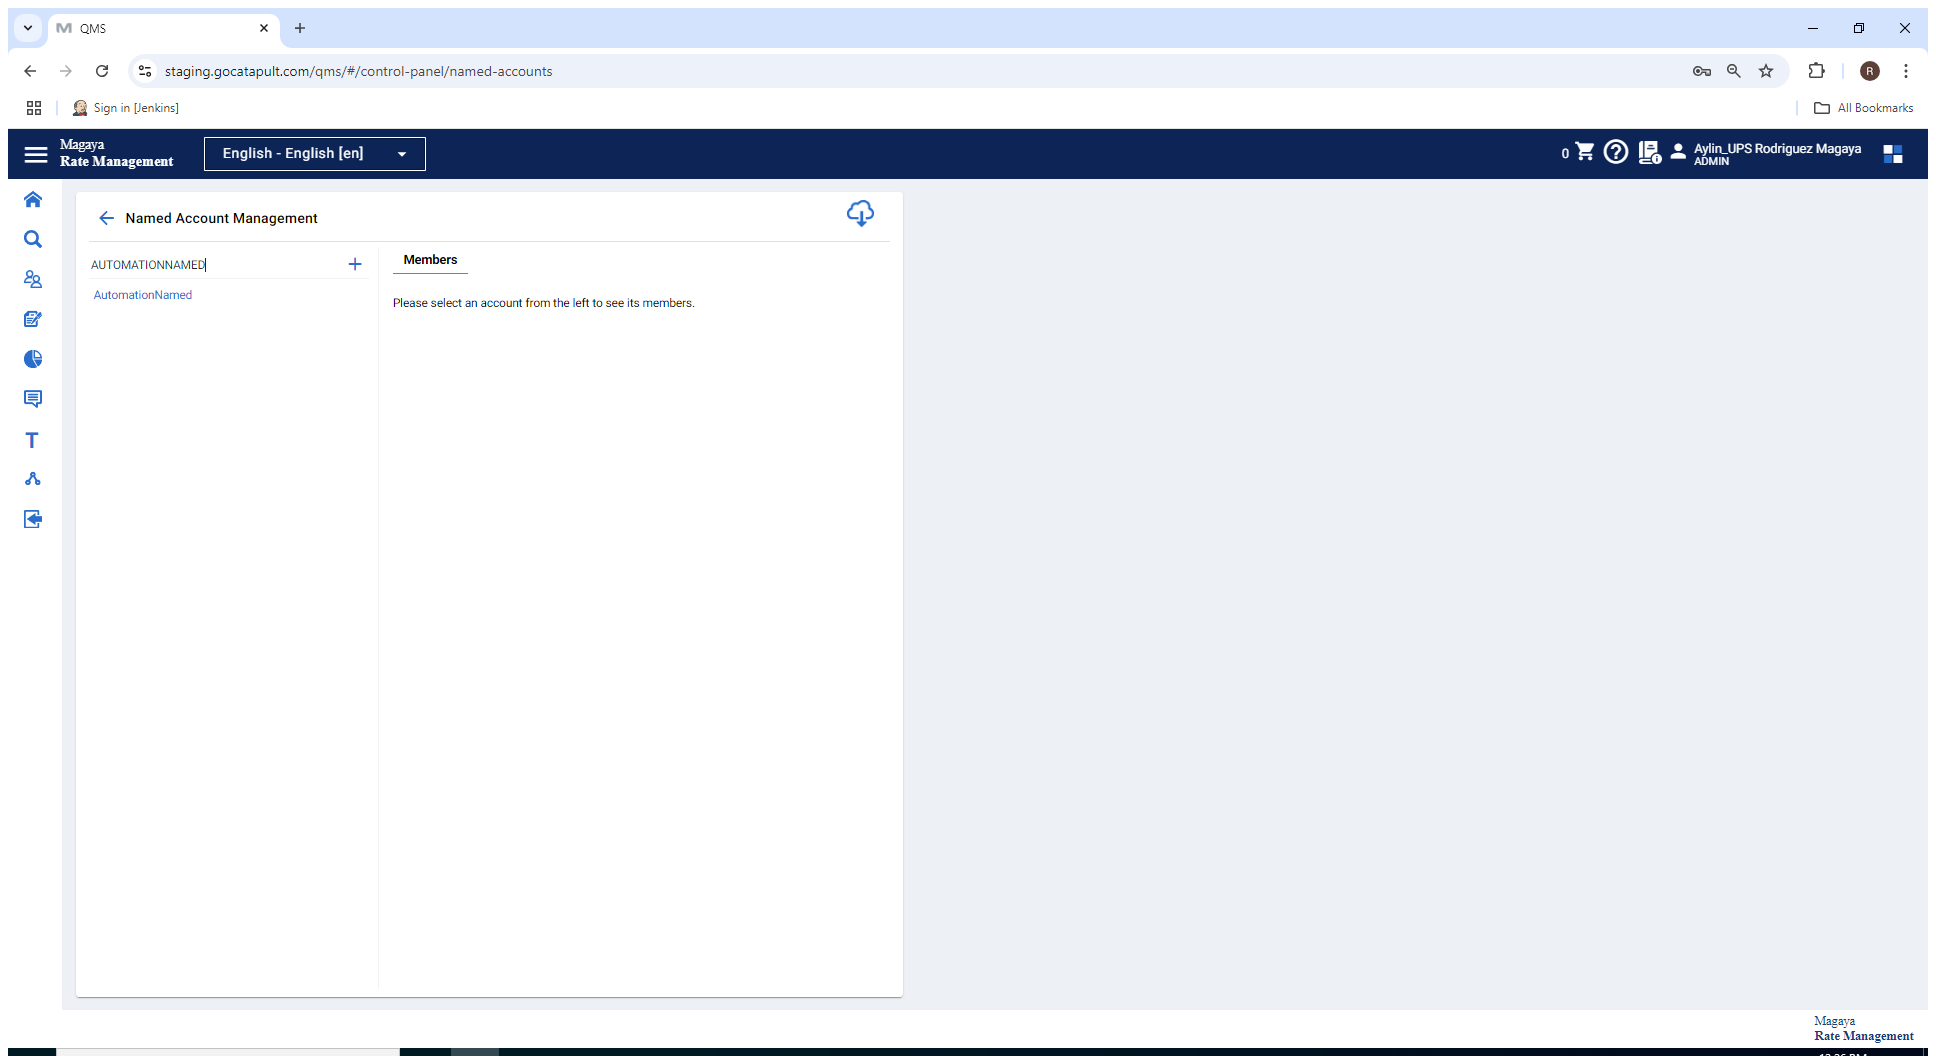 QMS
staging.gocatapult.com/qms/#/control-panel/named-accounts
R
Sign in [Jenkins]
All Bookmarks
Magaya
Rate Management
English - English [en]
0
Aylin_UPS Rodriguez Magaya
ADMIN
Named Account Management
AUTOMATIONNAMED
Members
AutomationNamed
Please select an account from the left to see its members.
T
Magaya
Rate Management